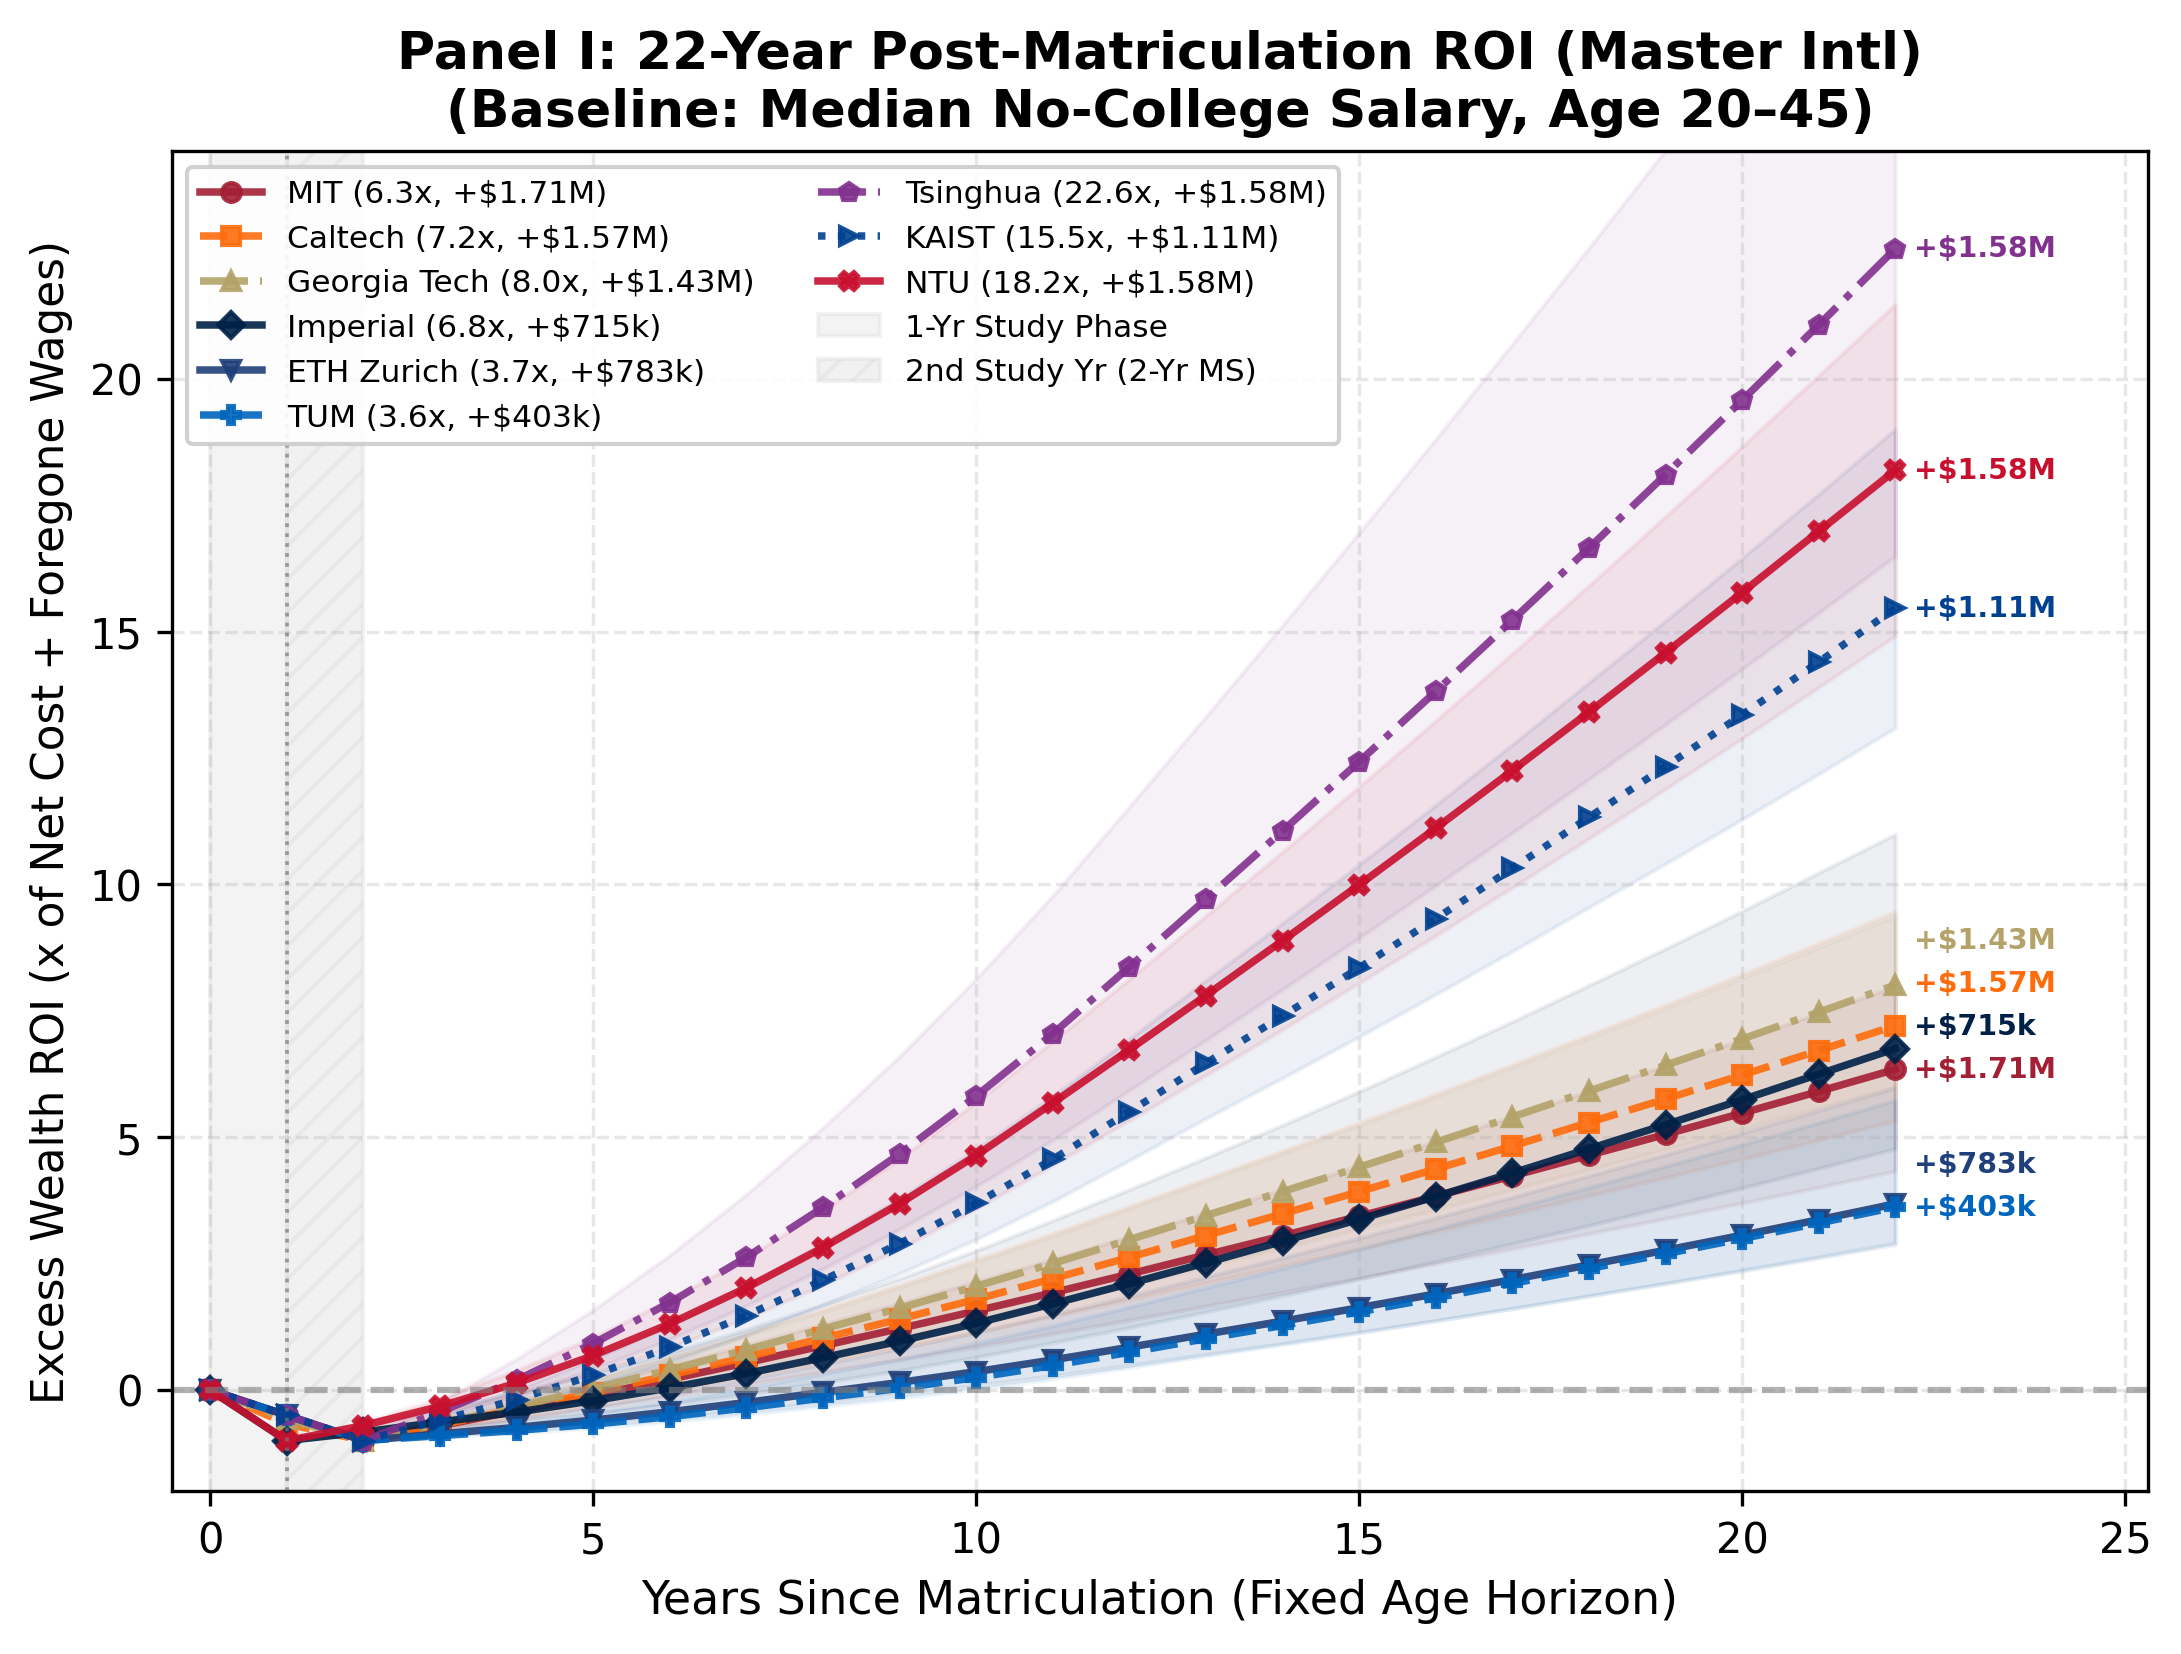 Panel I: 22-Year Post-Matriculation ROI (Master Intl)
(Baseline: Median No-College Salary, Age 20–45)
Excess Wealth ROI (x of Net Cost + Foregone Wages)
MIT (6.3x, +$1.71M)
Caltech (7.2x, +$1.57M)
Georgia Tech (8.0x, +$1.43M)
Imperial (6.8x, +$715k)
ETH Zurich (3.7x, +$783k)
TUM (3.6x, +$403k)
Tsinghua (22.6x, +$1.58M)
KAIST (15.5x, +$1.11M)
NTU (18.2x, +$1.58M)
1-Yr Study Phase
2nd Study Yr (2-Yr MS)
20
15
10
5
0
+$1.58M
+$1.58M
+$1.11M
+$1.43M
+$1.57M
+$715k
+$1.71M
+$783k
+$403k
0
5
10
15
20
25
Years Since Matriculation (Fixed Age Horizon)